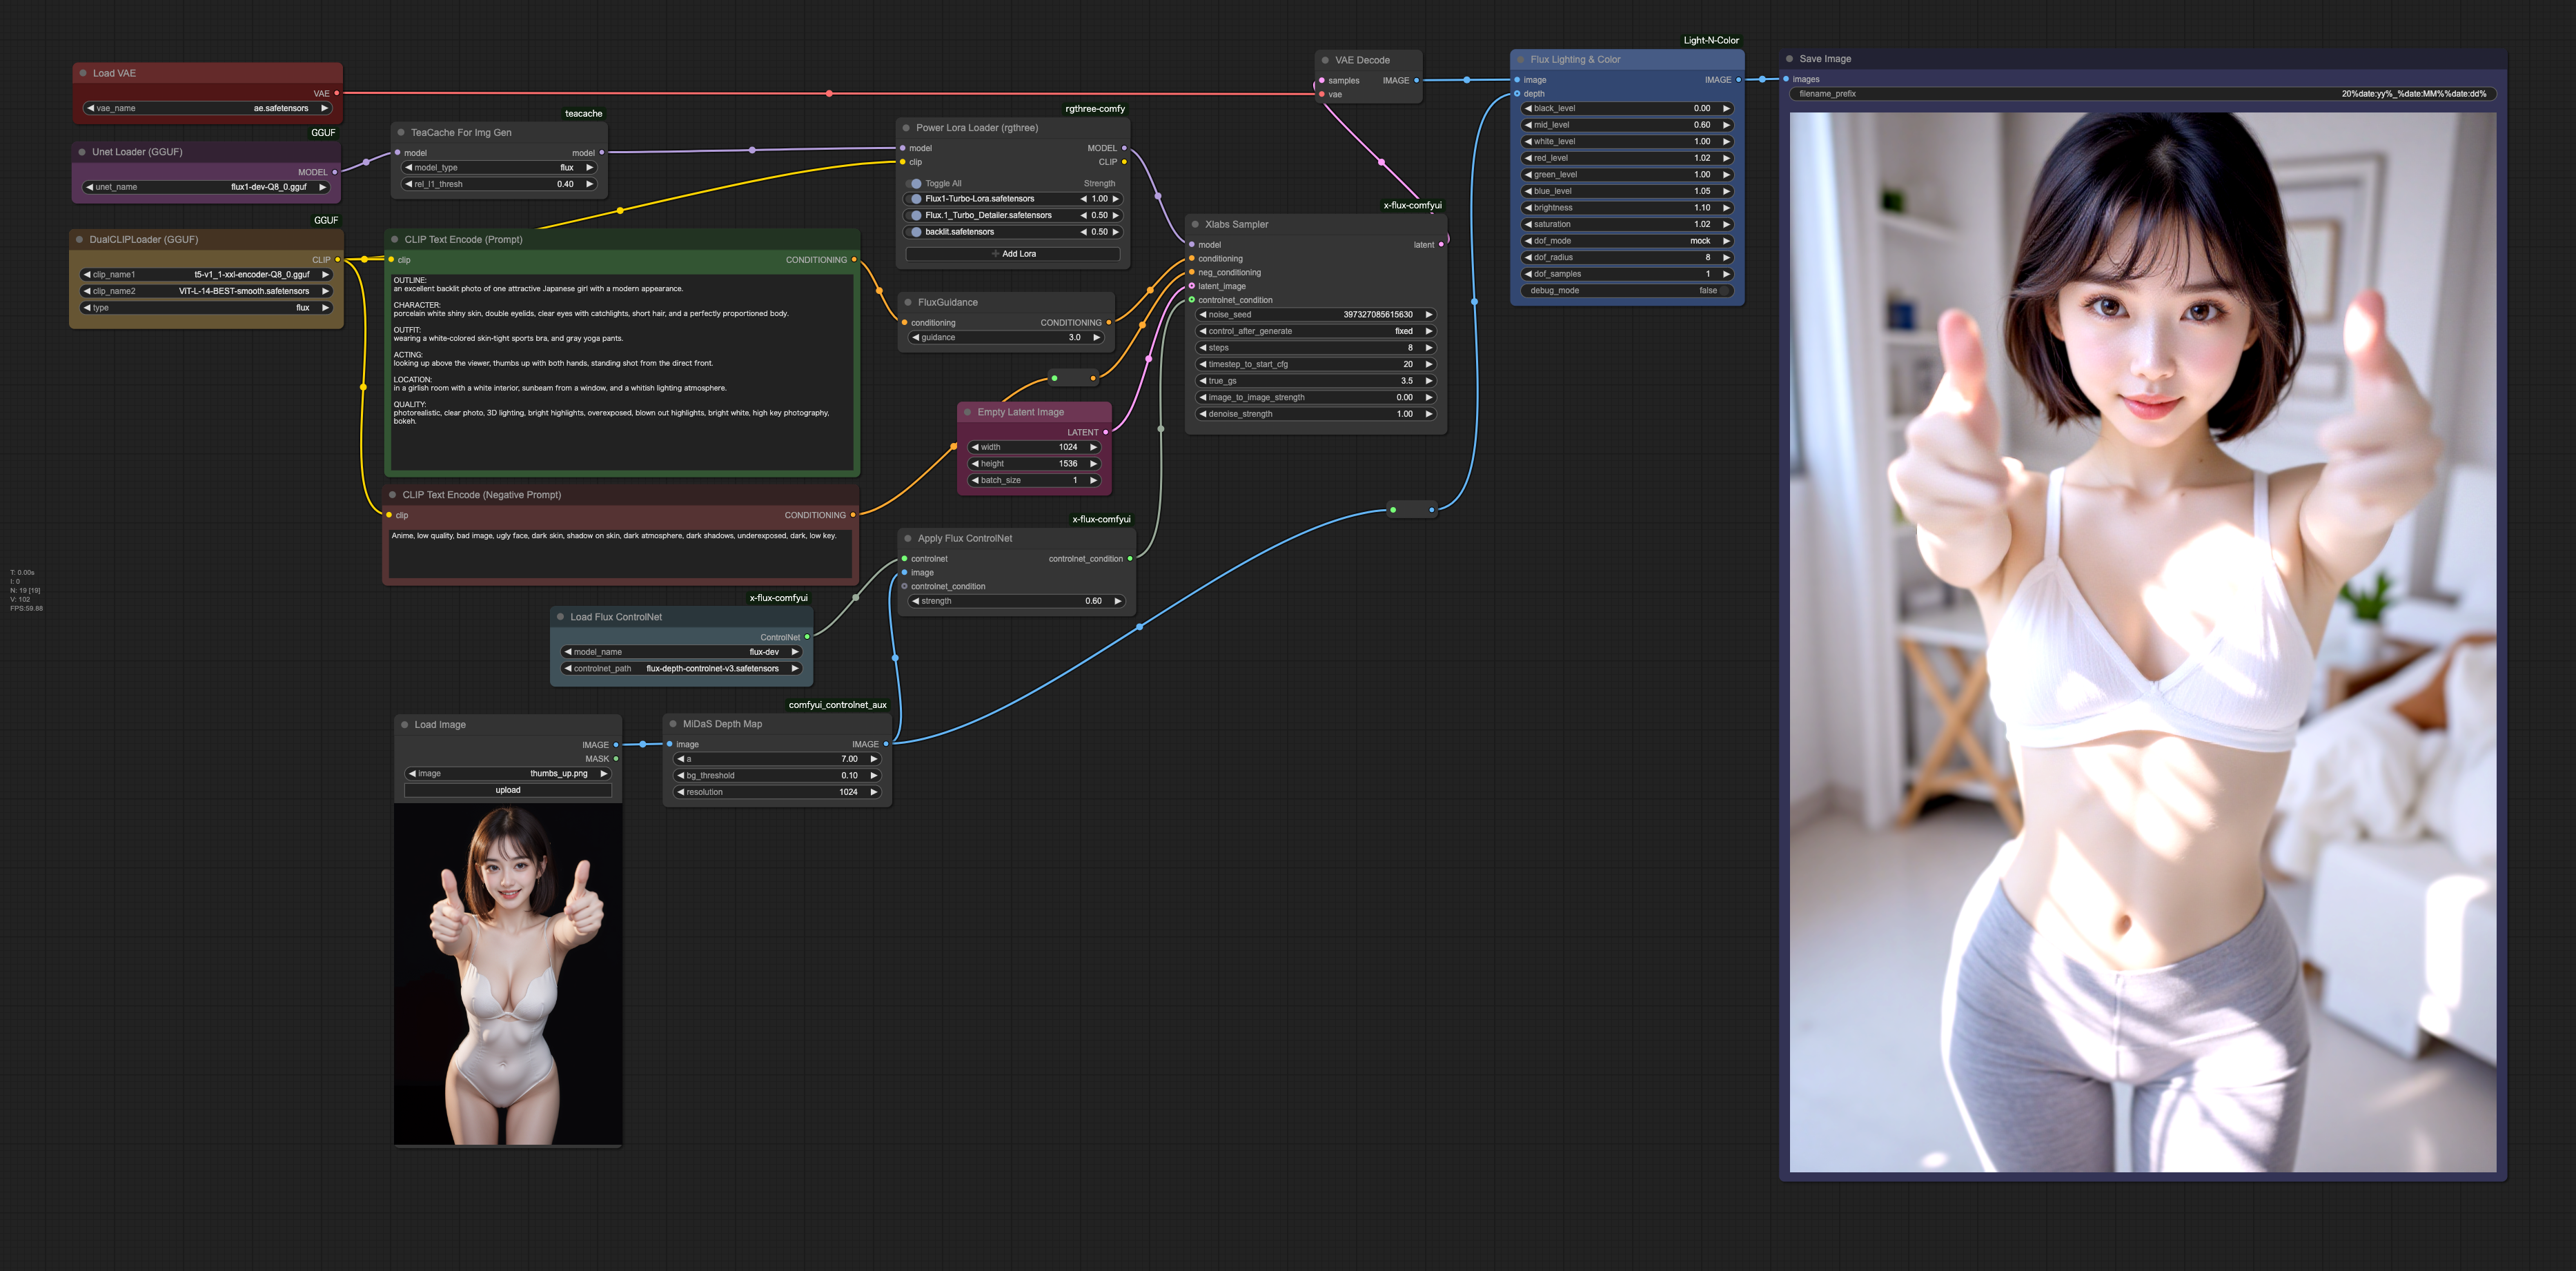 Load VAE
VAE
vae_name ae.safetensors
GGUF
Unet Loader (GGUF)
MODEL
unet_name flux1-dev-Q8_0.gguf
GGUF
DualCLIPLoader (GGUF)
CLIP
clip_name1 t5-v1_1-xxl-encoder-Q8_0.gguf
clip_name2 ViT-L-14-BEST-smooth.safetensors
type flux
teacache
TeaCache For Img Gen
model model
model_type flux
rel_l1_thresh 0.40
CLIP Text Encode (Prompt)
clip CONDITIONING
OUTLINE:
an excellent backlit photo of one attractive Japanese girl with a modern appearance.
CHARACTER:
porcelain white shiny skin, double eyelids, clear eyes with catchlights, short hair, and a perfectly proportioned body.
OUTFIT:
wearing a white-colored skin-tight sports bra, and gray yoga pants.
ACTING:
looking up above the viewer, thumbs up with both hands, standing shot from the direct front.
LOCATION:
in a girlish room with a white interior, sunbeam from a window, and a whitish lighting atmosphere.
QUALITY:
photorealistic, clear photo, 3D lighting, bright highlights, overexposed, blown out highlights, bright white, high key photography,
bokeh.
CLIP Text Encode (Negative Prompt)
clip CONDITIONING
Anime, low quality, bad image, ugly face, dark skin, shadow on skin, dark atmosphere, dark shadows, underexposed, dark, low key.
T: 0.00s
I: 0
N: 19 [19]
V: 102
FPS:59.88
x-flux-comfyui
Load Flux ControlNet
ControlNet
model_name flux-dev
controlnet_path flux-depth-controlnet-v3.safetensors
Load Image
IMAGE
MASK
image thumbs_up.png
upload
comfyui_controlnet_aux
MiDaS Depth Map
image IMAGE
a 7.00
bg_threshold 0.10
resolution 1024
rgthree-comfy
Power Lora Loader (rgthree)
model MODEL
clip CLIP
Toggle All Strength
Flux1-Turbo-Lora.safetensors 1.00
Flux.1_Turbo_Detailer.safetensors 0.50
backlit.safetensors 0.50
Add Lora
FluxGuidance
conditioning CONDITIONING
guidance 3.0
Empty Latent Image
LATENT
width 1024
height 1536
batch_size 1
x-flux-comfyui
Apply Flux ControlNet
controlnet controlnet_condition
image
controlnet_condition
strength 0.60
x-flux-comfyui
Xlabs Sampler
model latent
conditioning
neg_conditioning
latent_image
controlnet_condition
noise_seed 397327085615630
control_after_generate fixed
steps 8
timestep_to_start_cfg 20
true_gs 3.5
image_to_image_strength 0.00
denoise_strength 1.00
VAE Decode
samples IMAGE
vae
Light-N-Color
Flux Lighting & Color
image IMAGE
depth
black_level 0.00
mid_level 0.60
white_level 1.00
red_level 1.02
green_level 1.00
blue_level 1.05
brightness 1.10
saturation 1.02
dof_mode mock
dof_radius 8
dof_samples 1
debug_mode false
Save Image
images
filename_prefix 20%date:yy%_%date:MM%%date:dd%